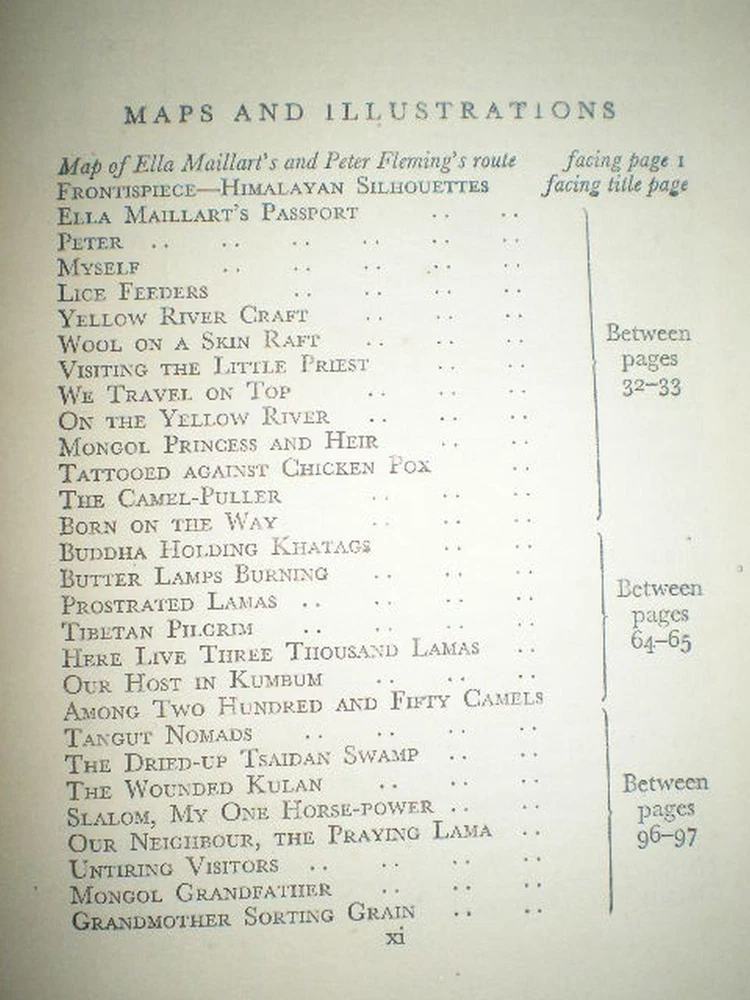 MAPS AND ILLUSTRATIONS
Map of Ella Maillart's and Peter Fleming's route facing page 1
FRONTISPIECE—HIMALAYAN SILHOUETTES facing title page
ELLA MAILLART'S PASSPORT .. ..
PETER .. .. .. .. .. ..
MYSELF .. .. .. .. ..
LICE FEEDERS .. .. .. ..
YELLOW RIVER CRAFT .. .. ..
WOOL ON A SKIN RAFT .. .. ..
VISITING THE LITTLE PRIEST .. ..
WE TRAVEL ON TOP .. .. ..
ON THE YELLOW RIVER .. .. ..
MONGOL PRINCESS AND HEIR .. ..
TATTOOED AGAINST CHICKEN POX ..
THE CAMEL-PULLER .. .. ..
BORN ON THE WAY .. .. ..
Between
pages
32–33
BUDDHA HOLDING KHATAGS .. ..
BUTTER LAMPS BURNING .. .. ..
PROSTRATED LAMAS .. .. .. ..
TIBETAN PILGRIM .. .. .. ..
HERE LIVE THREE THOUSAND LAMAS ..
OUR HOST IN KUMBUM .. .. ..
Between
pages
64–65
AMONG TWO HUNDRED AND FIFTY CAMELS
TANGUT NOMADS .. .. .. ..
THE DRIED-UP TSAIDAN SWAMP .. ..
THE WOUNDED KULAN .. .. ..
SLALOM, MY ONE HORSE-POWER .. ..
OUR NEIGHBOUR, THE PRAYING LAMA ..
UNTIRING VISITORS .. .. .. ..
MONGOL GRANDFATHER .. .. ..
GRANDMOTHER SORTING GRAIN .. ..
Between
pages
96–97
xi